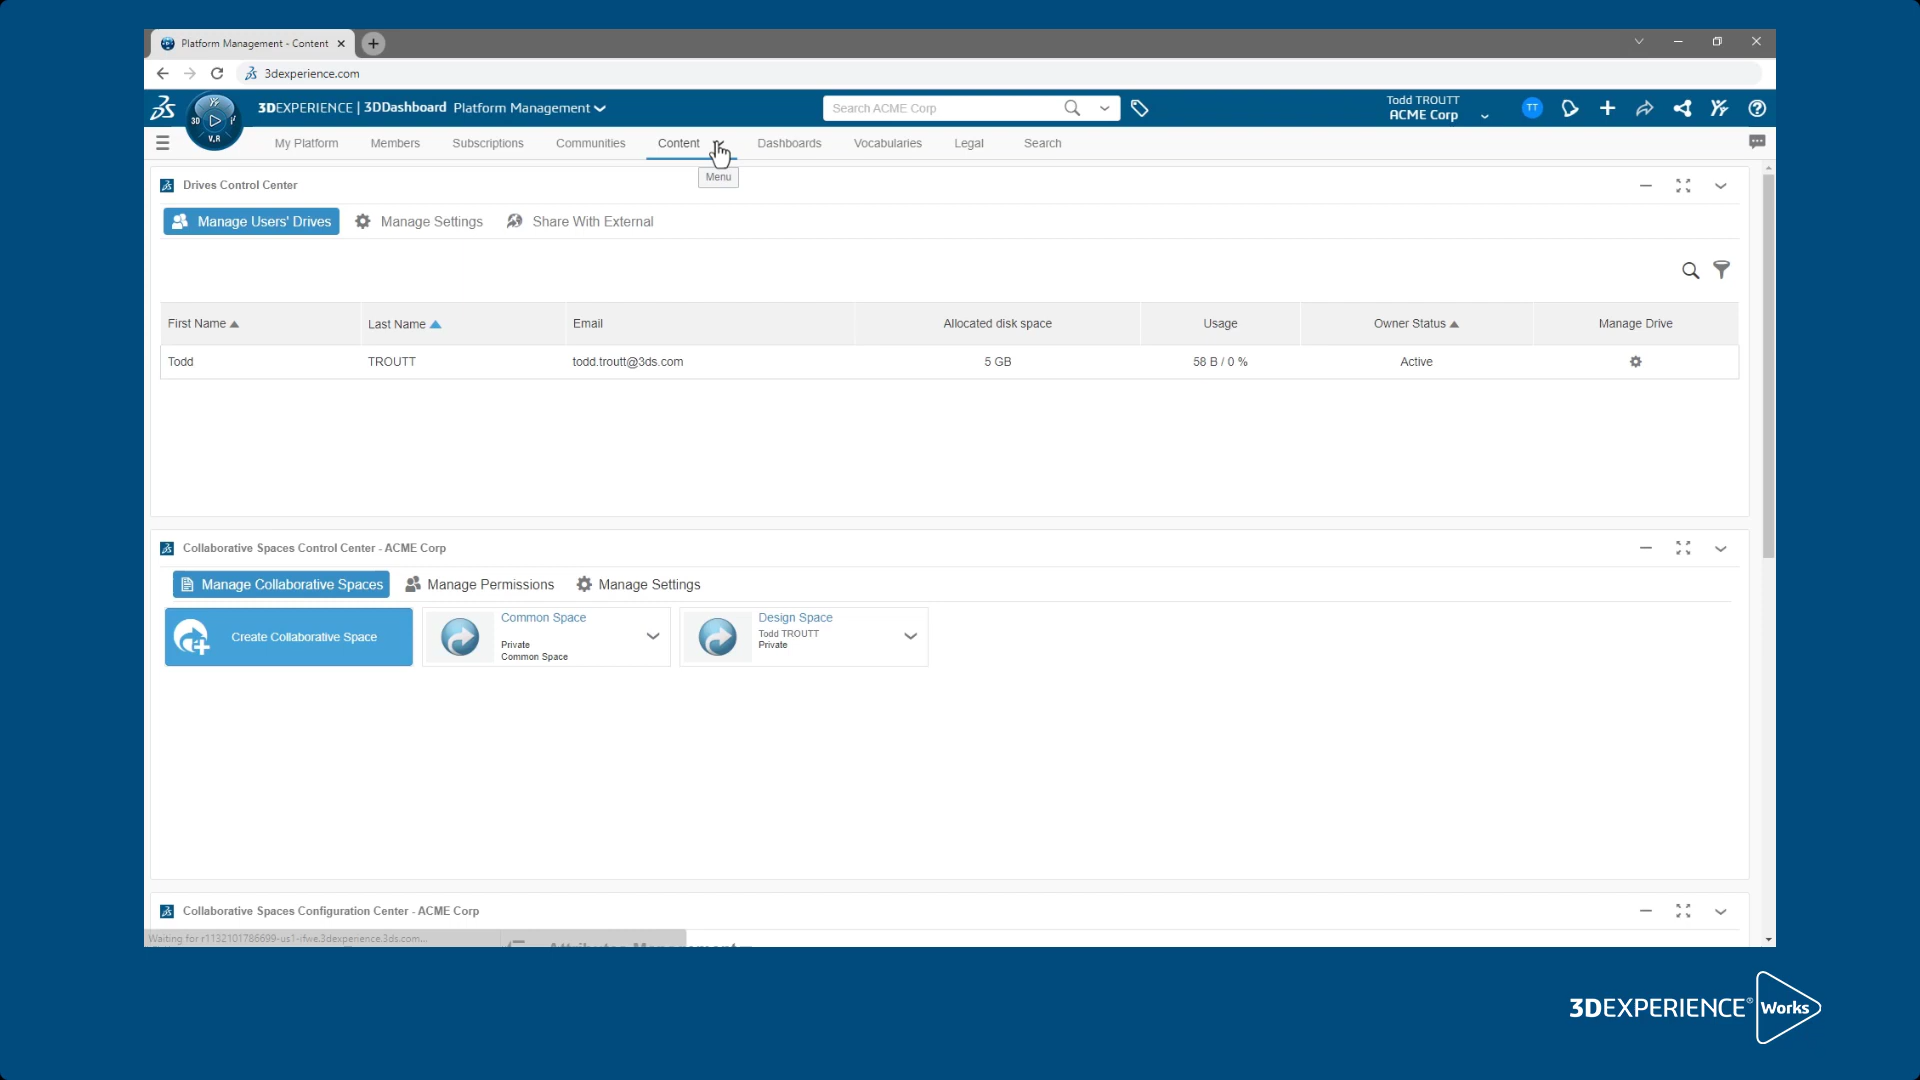 Platform Management - Content
3dexperience.com
3DEXPERIENCE | 3DDashboard Platform Management
Search ACME Corp
Todd TROUTT
ACME Corp
TT
3D
V.R
My Platform Members Subscriptions Communities Content Dashboards Vocabularies Legal Search
Menu
Drives Control Center
Manage Users' Drives Manage Settings Share With External
First Name Last Name Email Allocated disk space Usage Owner Status Manage Drive
Todd TROUTT todd.troutt@3ds.com 5 GB 58 B / 0 % Active
Collaborative Spaces Control Center - ACME Corp
Manage Collaborative Spaces Manage Permissions Manage Settings
Create Collaborative Space
Common Space
Private
Common Space
Design Space
Todd TROUTT
Private
Collaborative Spaces Configuration Center - ACME Corp
Waiting for r1132101786699-us1-ifwe.3dexperience.3ds.com...
3DEXPERIENCE® Works